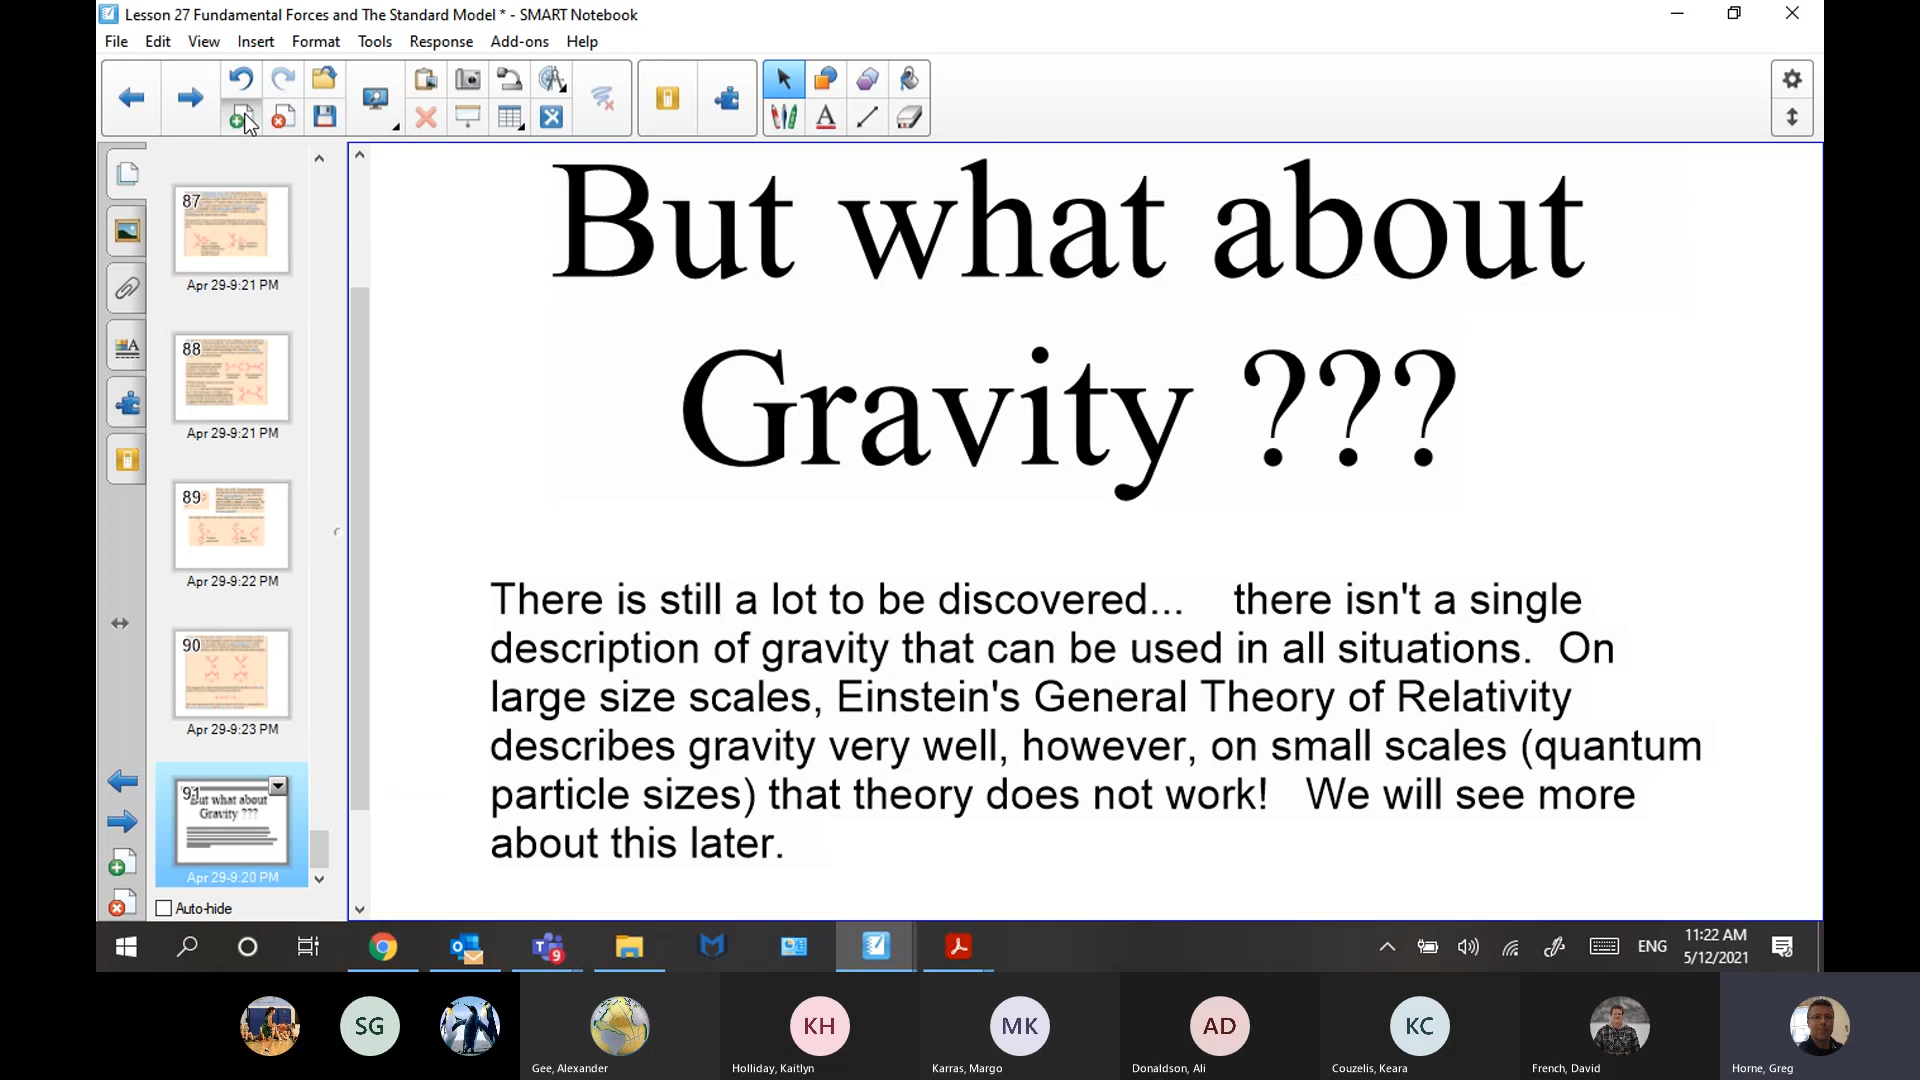 Lesson 27 Fundamental Forces and The Standard Model * - SMART Notebook
File Edit View Insert Format Tools Response Add-ons Help
87
Apr 29-9:21 PM
88
Apr 29-9:21 PM
89
Apr 29-9:22 PM
90
Apr 29-9:23 PM
91
But what about
Gravity ???
Apr 29-9:20 PM
Auto-hide
But what about
Gravity ???
There is still a lot to be discovered... there isn't a single
description of gravity that can be used in all situations. On
large size scales, Einstein's General Theory of Relativity
describes gravity very well, however, on small scales (quantum
particle sizes) that theory does not work! We will see more
about this later.
9
ENG
11:22 AM
5/12/2021
SG
KH
MK
AD
KC
Gee, Alexander
Holliday, Kaitlyn
Karras, Margo
Donaldson, Ali
Couzelis, Keara
French, David
Horne, Greg